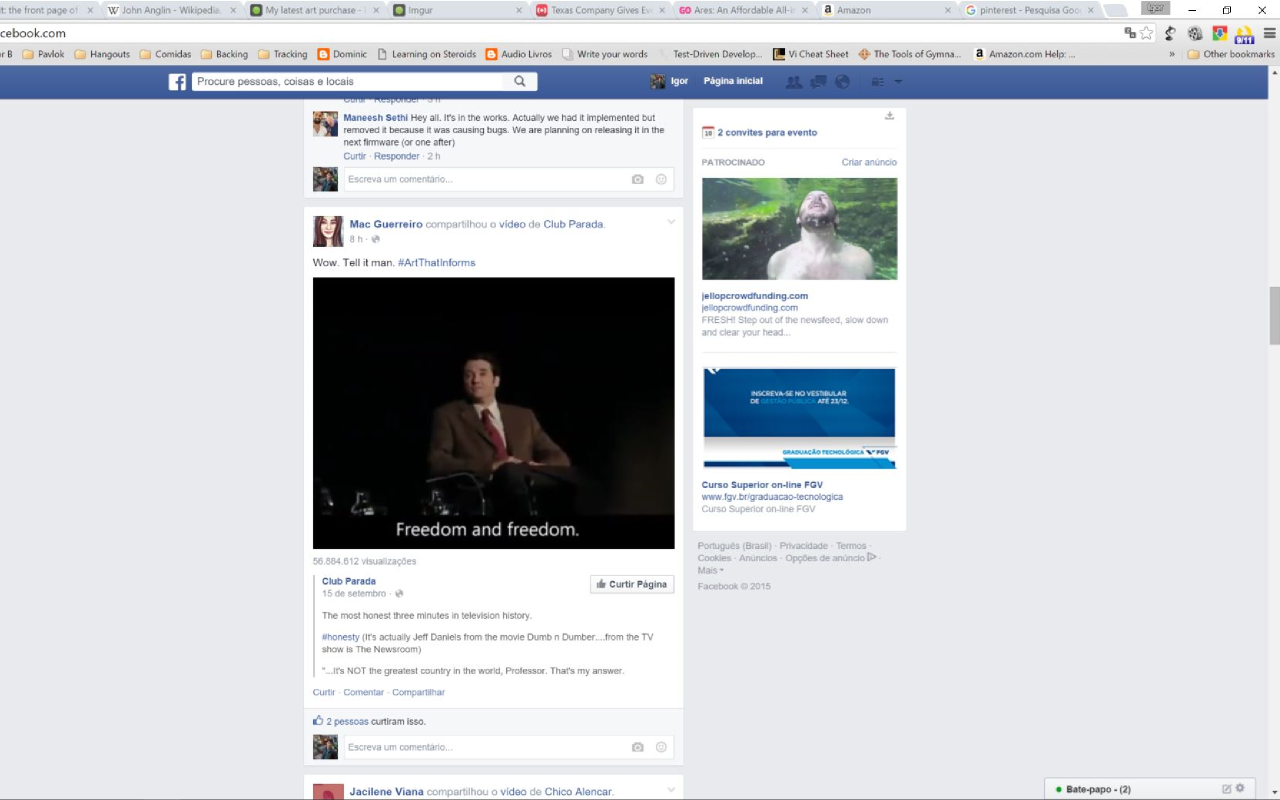 it: the front page of
John Anglin - Wikipedia,
My latest art purchase -
Imgur
Texas Company Gives Ev
GO Ares: An Affordable All-i
Amazon
pinterest - Pesquisa Goo
Igor
cebook.com
9/11
r B
Pavlok
Hangouts
Comidas
Backing
Tracking
Dominic
Learning on Steroids
Audio Livros
Write your words
Test-Driven Develop...
Vi Cheat Sheet
The Tools of Gymna...
Amazon.com Help: ...
»
Other bookmarks
Procure pessoas, coisas e locais
Igor
Página inicial
Curtir · Responder · 3 h
Maneesh Sethi Hey all. It's in the works. Actually we had it implemented but
removed it because it was causing bugs. We are planning on releasing it in the
next firmware (or one after)
Curtir · Responder · 2 h
Escreva um comentário...
Mac Guerreiro compartilhou o vídeo de Club Parada.
8 h ·
Wow. Tell it man. #ArtThatInforms
Freedom and freedom.
56.884.612 visualizações
Club Parada
15 de setembro ·
Curtir Página
The most honest three minutes in television history.
#honesty (It's actually Jeff Daniels from the movie Dumb n Dumber....from the TV
show is The Newsroom)
"...It's NOT the greatest country in the world, Professor. That's my answer.
Curtir · Comentar · Compartilhar
2 pessoas curtiram isso.
Escreva um comentário...
Jacilene Viana compartilhou o vídeo de Chico Alencar.
2 convites para evento
PATROCINADO
Criar anúncio
jellopcrowdfunding.com
jellopcrowdfunding.com
FRESH! Step out of the newsfeed, slow down
and clear your head...
INSCREVA-SE NO VESTIBULAR
DE GESTÃO PÚBLICA ATÉ 23/12.
GRADUAÇÃO TECNOLÓGICA FGV
Curso Superior on-line FGV
www.fgv.br/graduacao-tecnologica
Curso Superior on-line FGV
Português (Brasil) · Privacidade · Termos ·
Cookies · Anúncios · Opções de anúncio ·
Mais
Facebook © 2015
Bate-papo - (2)